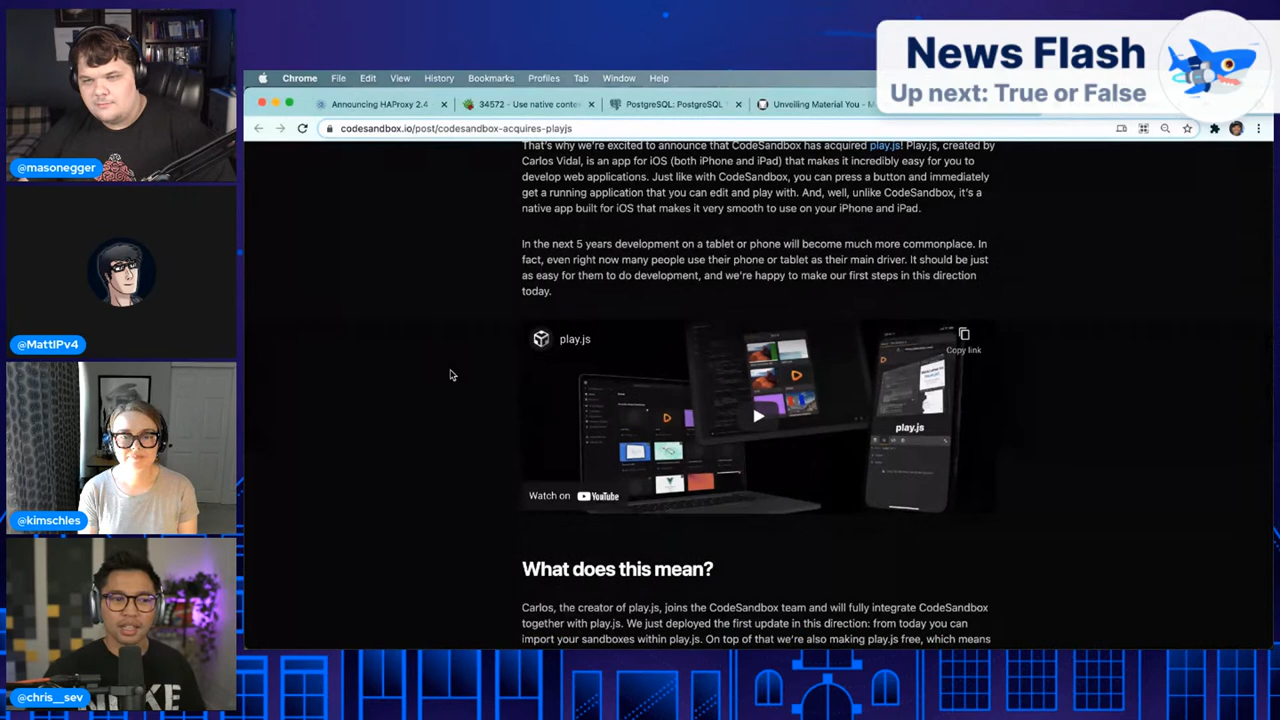 News Flash
Up next: True or False
@masonegger
@MattIPv4
@kimschles
@chris__sev
Chrome File Edit View History Bookmarks Profiles Tab Window Help
Announcing HAProxy 2.4
34572 - Use native conte
PostgreSQL: PostgreSQL
Unveiling Material You - M
codesandbox.io/post/codesandbox-acquires-playjs
That's why we're excited to announce that CodeSandbox has acquired play.js! Play.js, created by
Carlos Vidal, is an app for iOS (both iPhone and iPad) that makes it incredibly easy for you to
develop web applications. Just like with CodeSandbox, you can press a button and immediately
get a running application that you can edit and play with. And, well, unlike CodeSandbox, it's a
native app built for iOS that makes it very smooth to use on your iPhone and iPad.
In the next 5 years development on a tablet or phone will become much more commonplace. In
fact, even right now many people use their phone or tablet as their main driver. It should be just
as easy for them to do development, and we're happy to make our first steps in this direction
today.
play.js
Copy link
play.js
Watch on YouTube
What does this mean?
Carlos, the creator of play.js, joins the CodeSandbox team and will fully integrate CodeSandbox
together with play.js. We just deployed the first update in this direction: from today you can
import your sandboxes within play.js. On top of that we're also making play.js free, which means